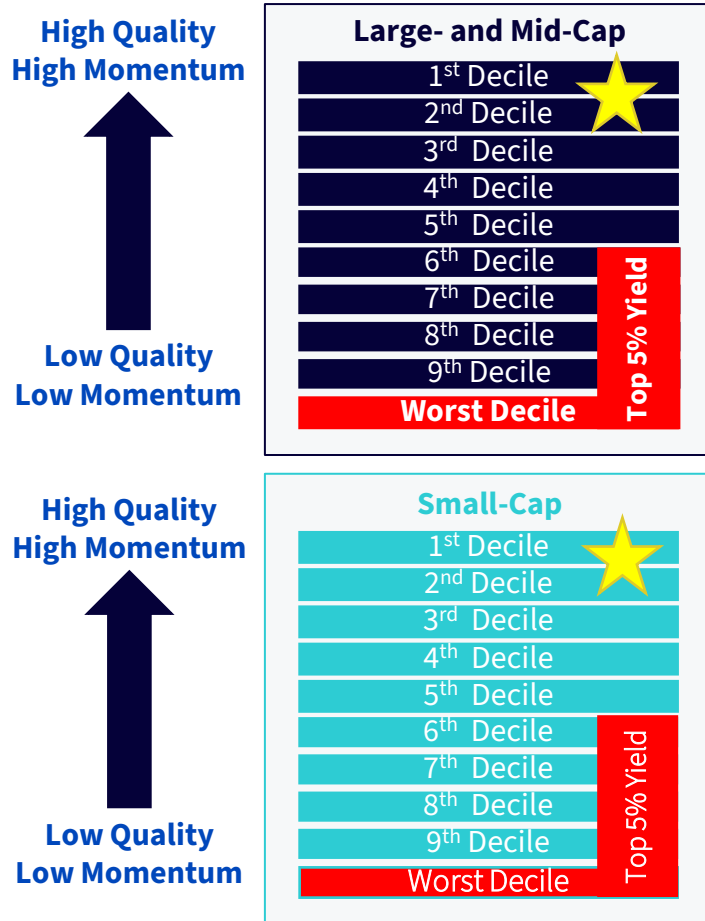 High Quality
High Momentum
Low Quality
Low Momentum
Large- and Mid-Cap
1st Decile
2nd Decile
3rd Decile
4th Decile
5th Decile
6th Decile
7th Decile
8th Decile
9th Decile
Worst Decile
Top 5% Yield
High Quality
High Momentum
Low Quality
Low Momentum
Small-Cap
1st Decile
2nd Decile
3rd Decile
4th Decile
5th Decile
6th Decile
7th Decile
8th Decile
9th Decile
Worst Decile
Top 5% Yield